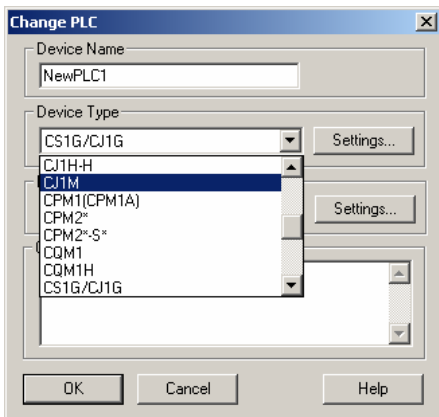 Change PLC
Device Name
NewPLC1
Device Type
CS1G/CJ1G
Settings...
CJ1H-H
CJ1M
CPM1(CPM1A)
CPM2*
CPM2*-S*
CQM1
CQM1H
CS1G/CJ1G
Settings...
OK
Cancel
Help